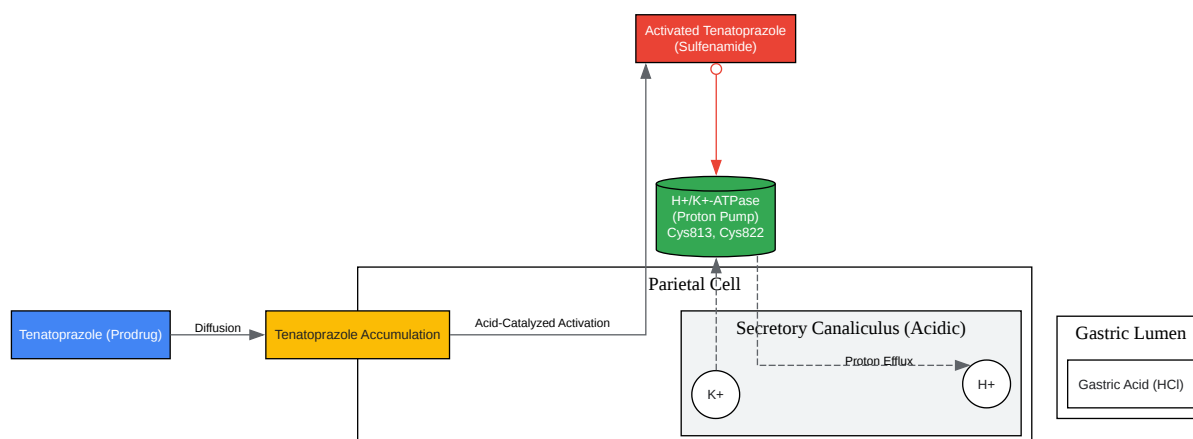 Activated Tenatoprazole
(Sulfenamide)
H+/K+-ATPase
(Proton Pump)
Cys813, Cys822
Parietal Cell
Tenatoprazole (Prodrug)
Diffusion
Tenatoprazole Accumulation
Acid-Catalyzed Activation
Secretory Canaliculus (Acidic)
Proton Efflux
K+
H+
Gastric Lumen
Gastric Acid (HCl)